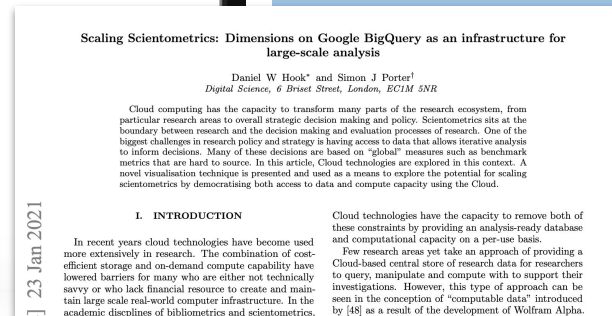 Scaling Scientometrics: Dimensions on Google BigQuery as an infrastructure for
large-scale analysis
Daniel W Hook* and Simon J Porter†
Digital Science, 6 Briset Street, London, EC1M 5NR
Cloud computing has the capacity to transform many parts of the research ecosystem, from
particular research areas to overall strategic decision making and policy. Scientometrics sits at the
boundary between research and the decision making and evaluation processes of research. One of the
biggest challenges in research policy and strategy is having access to data that allows iterative analysis
to inform decisions. Many of these decisions are based on “global” measures such as benchmark
metrics that are hard to source. In this article, Cloud technologies are explored in this context. A
novel visualisation technique is presented and used as a means to explore the potential for scaling
scientometrics by democratising both access to data and compute capacity using the Cloud.
I. INTRODUCTION
In recent years cloud technologies have become used
more extensively in research. The combination of cost-
efficient storage and on-demand compute capability have
lowered barriers for many who are either not technically
savvy or who lack financial resource to create and main-
tain large scale real-world computer infrastructure. In the
academic disclipines of bibliometrics and scientometrics,
Cloud technologies have the capacity to remove both of
these constraints by providing an analysis-ready database
and computational capacity on a per-use basis.
Few research areas yet take an approach of providing a
Cloud-based central store of research data for researchers
to query, manipulate and compute with to support their
investigations. However, this type of approach can be
seen in the conception of “computable data” introduced
by [48] as a result of the development of Wolfram Alpha.
] 23 Jan 2021